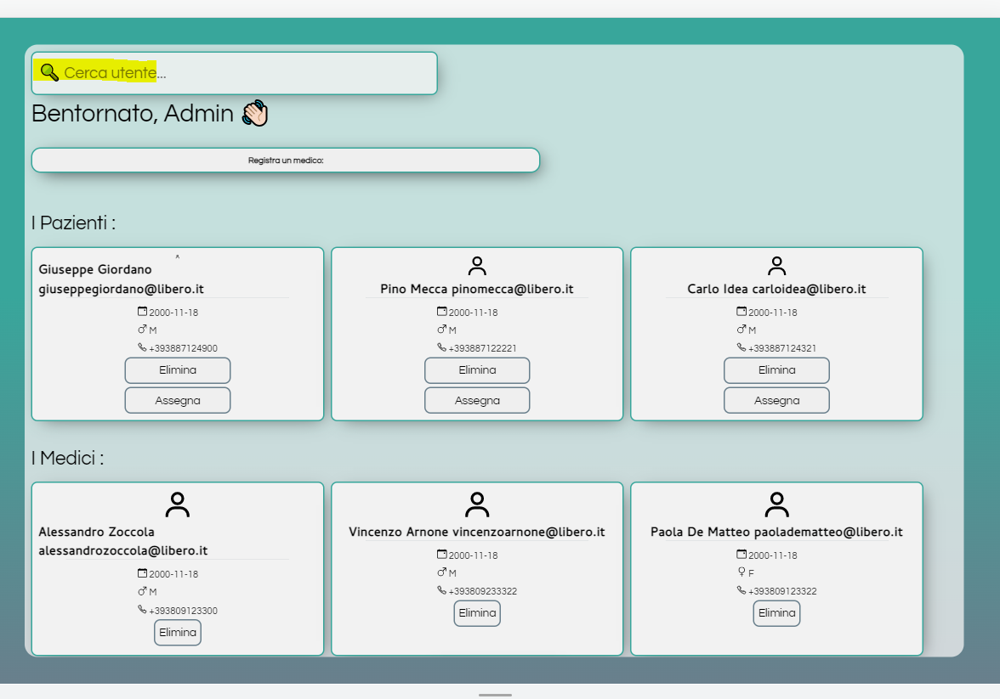 Cerca utente...
Bentornato, Admin
Registra un medico:
I Pazienti :
Giuseppe Giordano
giuseppegiordano@libero.it
2000-11-18
M
+393887124900
Elimina
Assegna
Pino Mecca pinomecca@libero.it
2000-11-18
M
+393887122221
Elimina
Assegna
Carlo Idea carloidea@libero.it
2000-11-18
M
+393887124321
Elimina
Assegna
I Medici :
Alessandro Zoccola
alessandrozoccola@libero.it
2000-11-18
M
+393809123300
Elimina
Vincenzo Arnone vincenzoarnone@libero.it
2000-11-18
M
+393809233322
Elimina
Paola De Matteo paoladematteo@libero.it
2000-11-18
F
+393809123322
Elimina